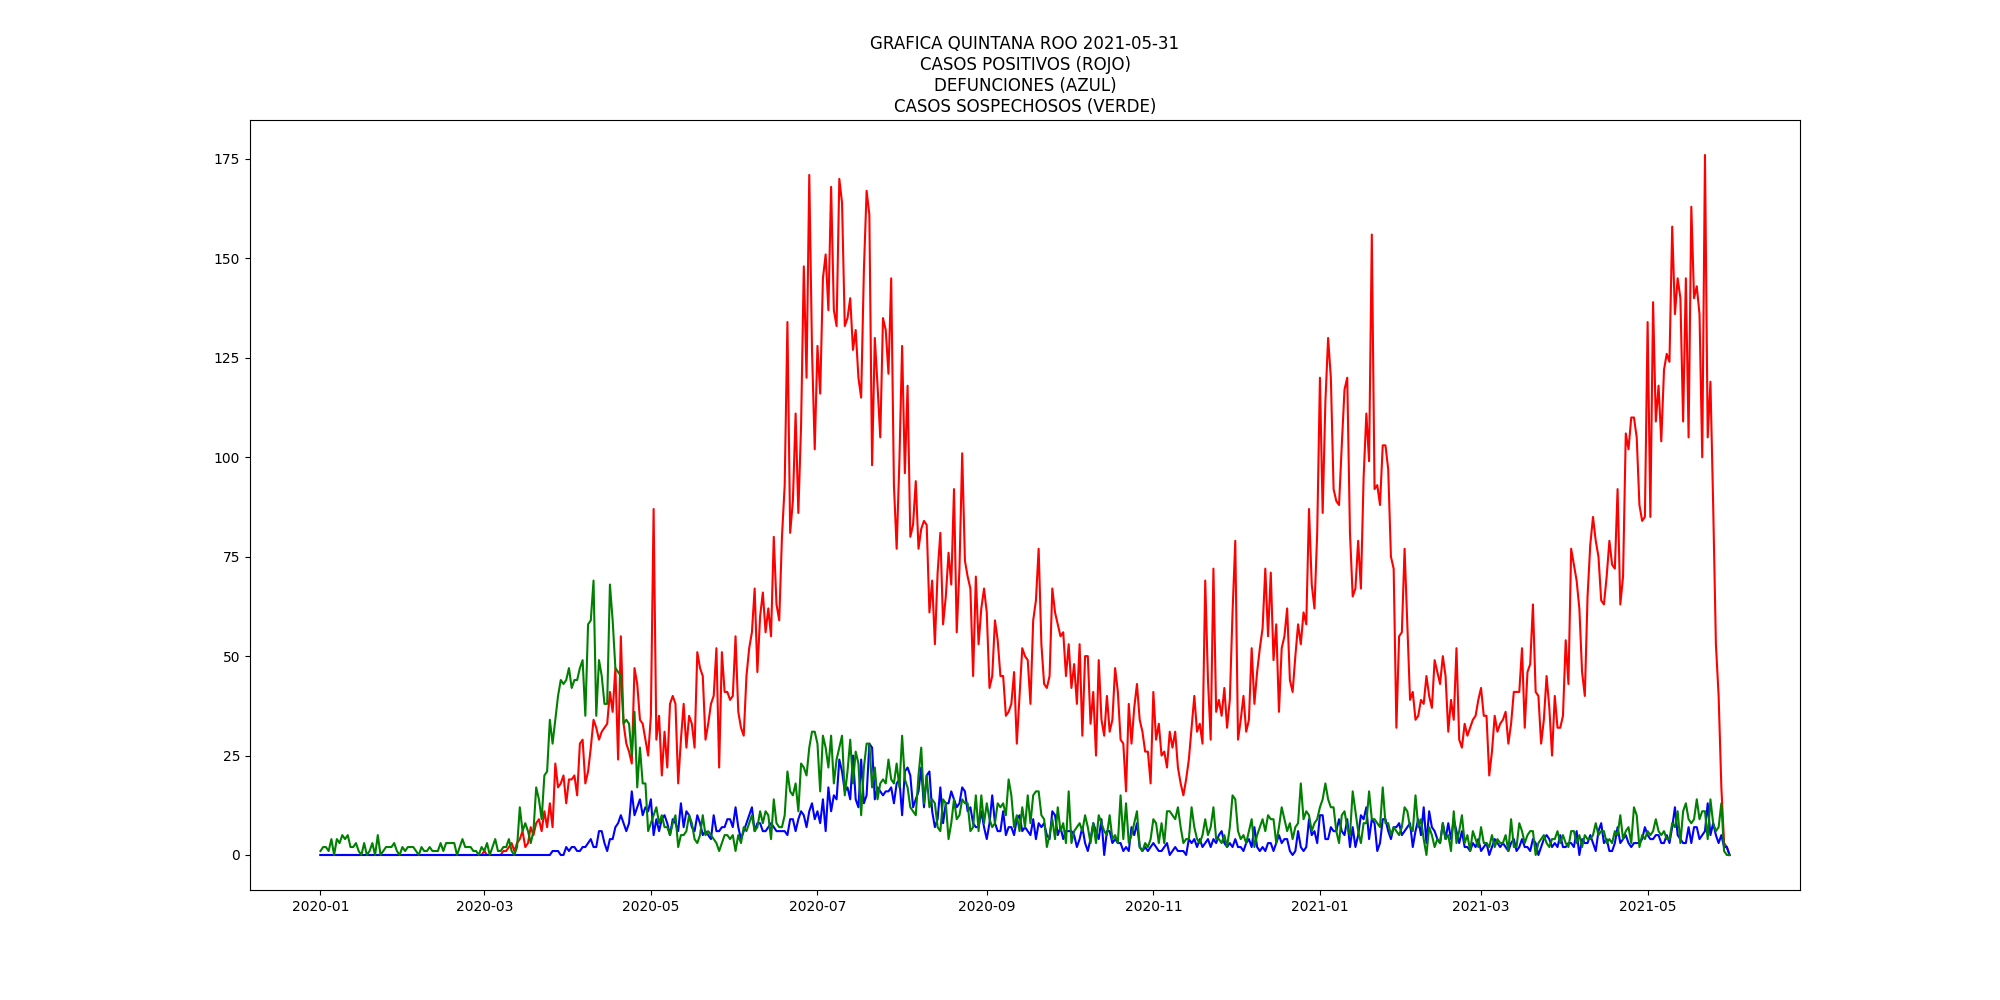 GRAFICA QUINTANA ROO 2021-05-31
CASOS POSITIVOS (ROJO)
DEFUNCIONES (AZUL)
CASOS SOSPECHOSOS (VERDE)
175
150
125
100
75
50
25
0
2020-01 2020-03 2020-05 2020-07 2020-09 2020-11 2021-01 2021-03 2021-05